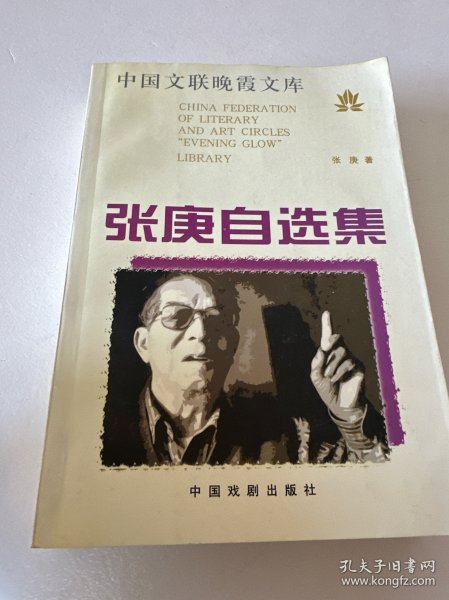 中国文联晚霞文库
CHINA FEDERATION
OF LITERARY
AND ART CIRCLES
"EVENING GLOW"
LIBRARY
张 庚 著
张庚自选集
中国戏剧出版社
孔夫子旧书网
www.kongfz.com